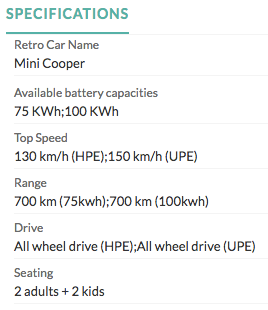 SPECIFICATIONS
Retro Car Name
Mini Cooper
Available battery capacities
75 KWh;100 KWh
Top Speed
130 km/h (HPE);150 km/h (UPE)
Range
700 km (75kwh);700 km (100kwh)
Drive
All wheel drive (HPE);All wheel drive (UPE)
Seating
2 adults + 2 kids